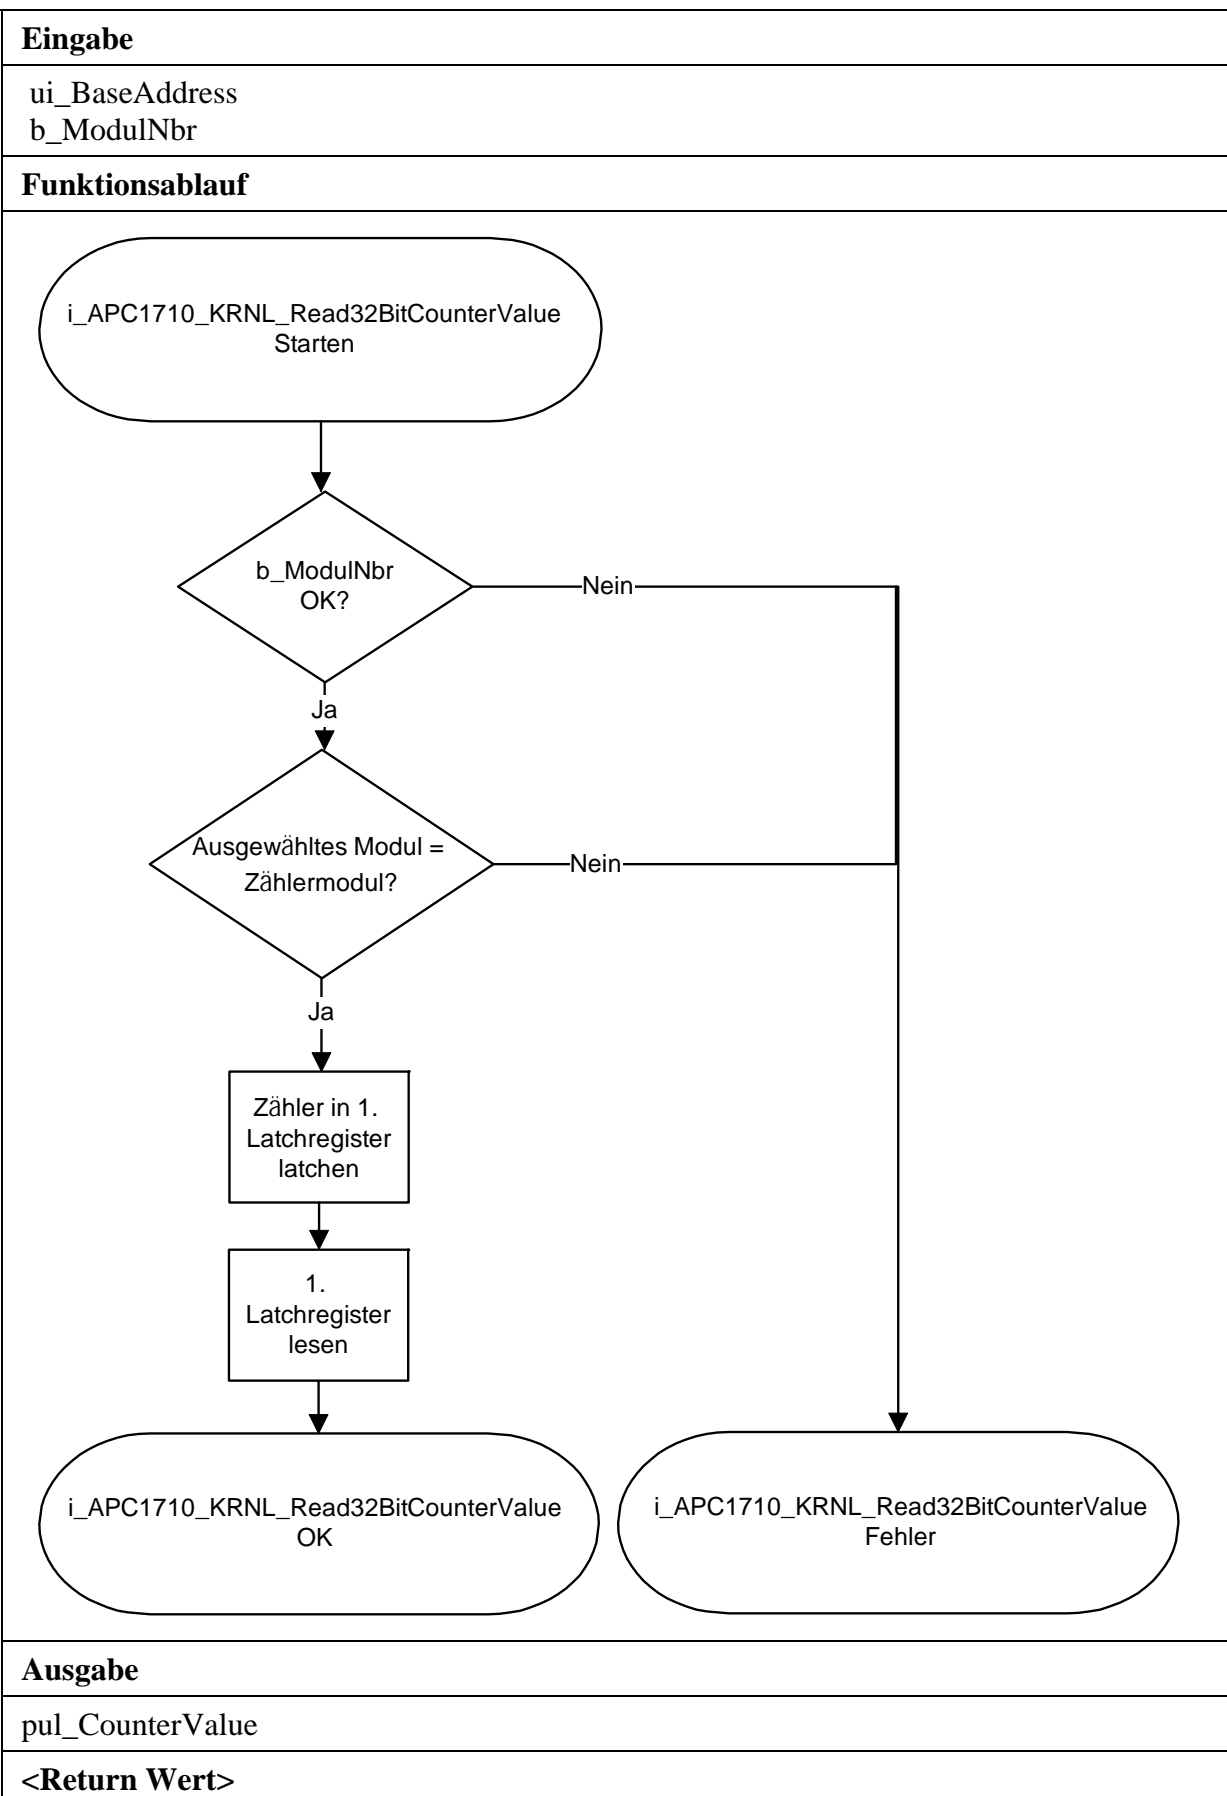 Eingabe
ui_BaseAddress
b_ModulNbr
Funktionsablauf
i_APC1710_KRNL_Read32BitCounterValue
Starten
b_ModulNbr
OK?
Nein
Ja
Ausgewähltes Modul =
Zählermodul?
Nein
Ja
Zähler in 1.
Latchregister
latchen
1.
Latchregister
lesen
i_APC1710_KRNL_Read32BitCounterValue
OK
i_APC1710_KRNL_Read32BitCounterValue
Fehler
Ausgabe
pul_CounterValue
<Return Wert>